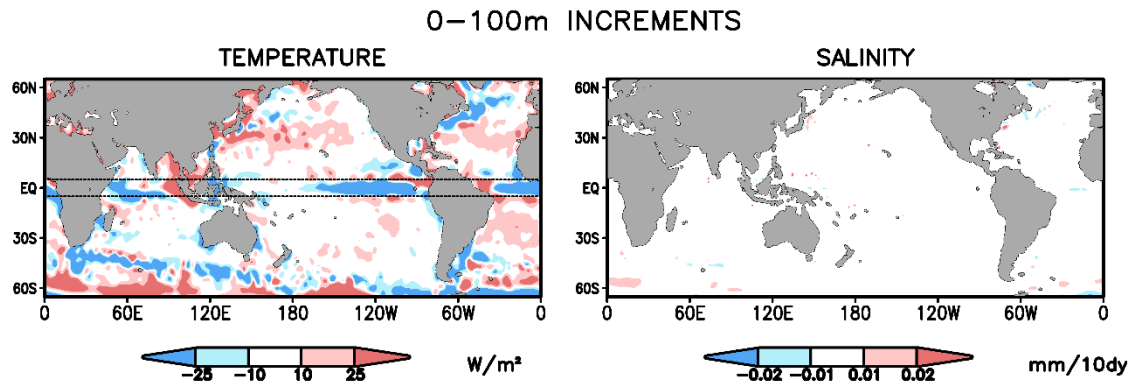 0-100m INCREMENTS
TEMPERATURE
SALINITY
60N
30N
EQ
30S
60S
0 60E 120E 180 120W 60W 0
60N
30N
EQ
30S
60S
0 60E 120E 180 120W 60W 0
-25 -10 10 25
W/m²
-0.02 -0.01 0.01 0.02
mm/10dy